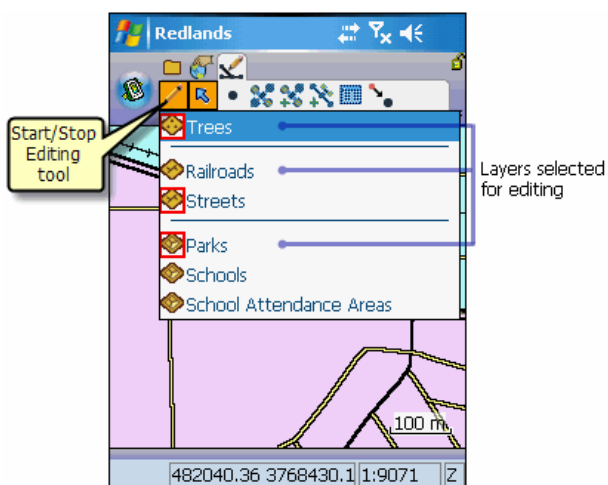 Redlands
Start/Stop
Editing
tool
Trees
Railroads
Streets
Parks
Schools
School Attendance Areas
Layers selected
for editing
100 m
482040.36 3768430.1 1:9071 Z